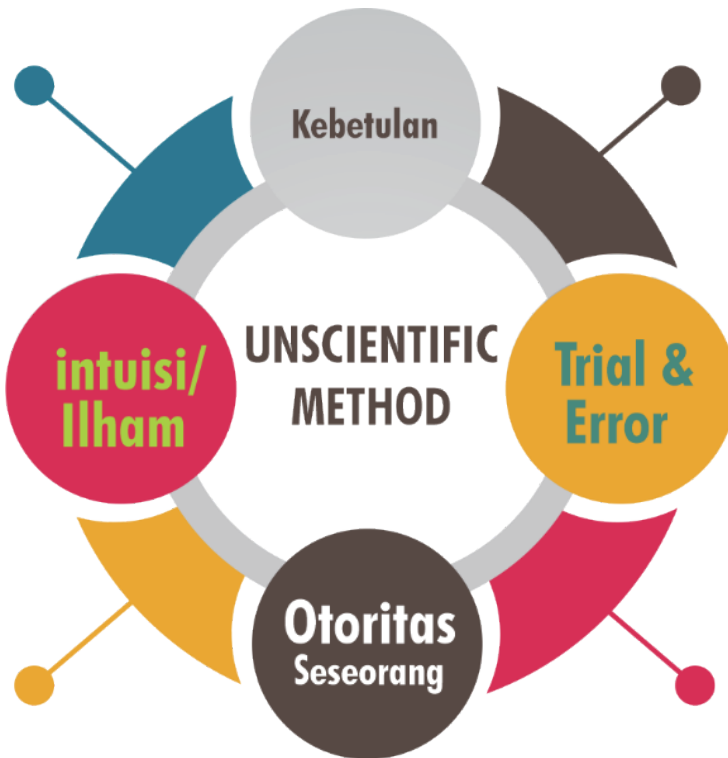 Kebetulan
intuisi/
Ilham
UNSCIENTIFIC
METHOD
Trial &
Error
Otoritas
Seseorang